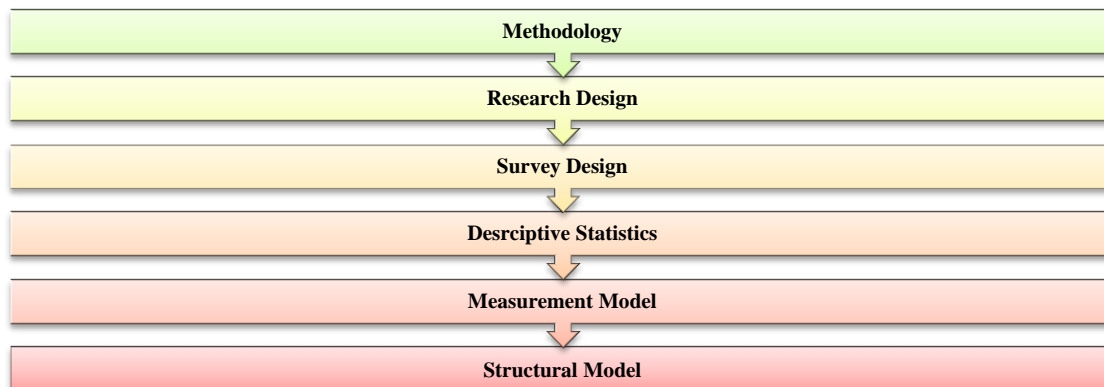 Methodology
Research Design
Survey Design
Desrciptive Statistics
Measurement Model
Structural Model